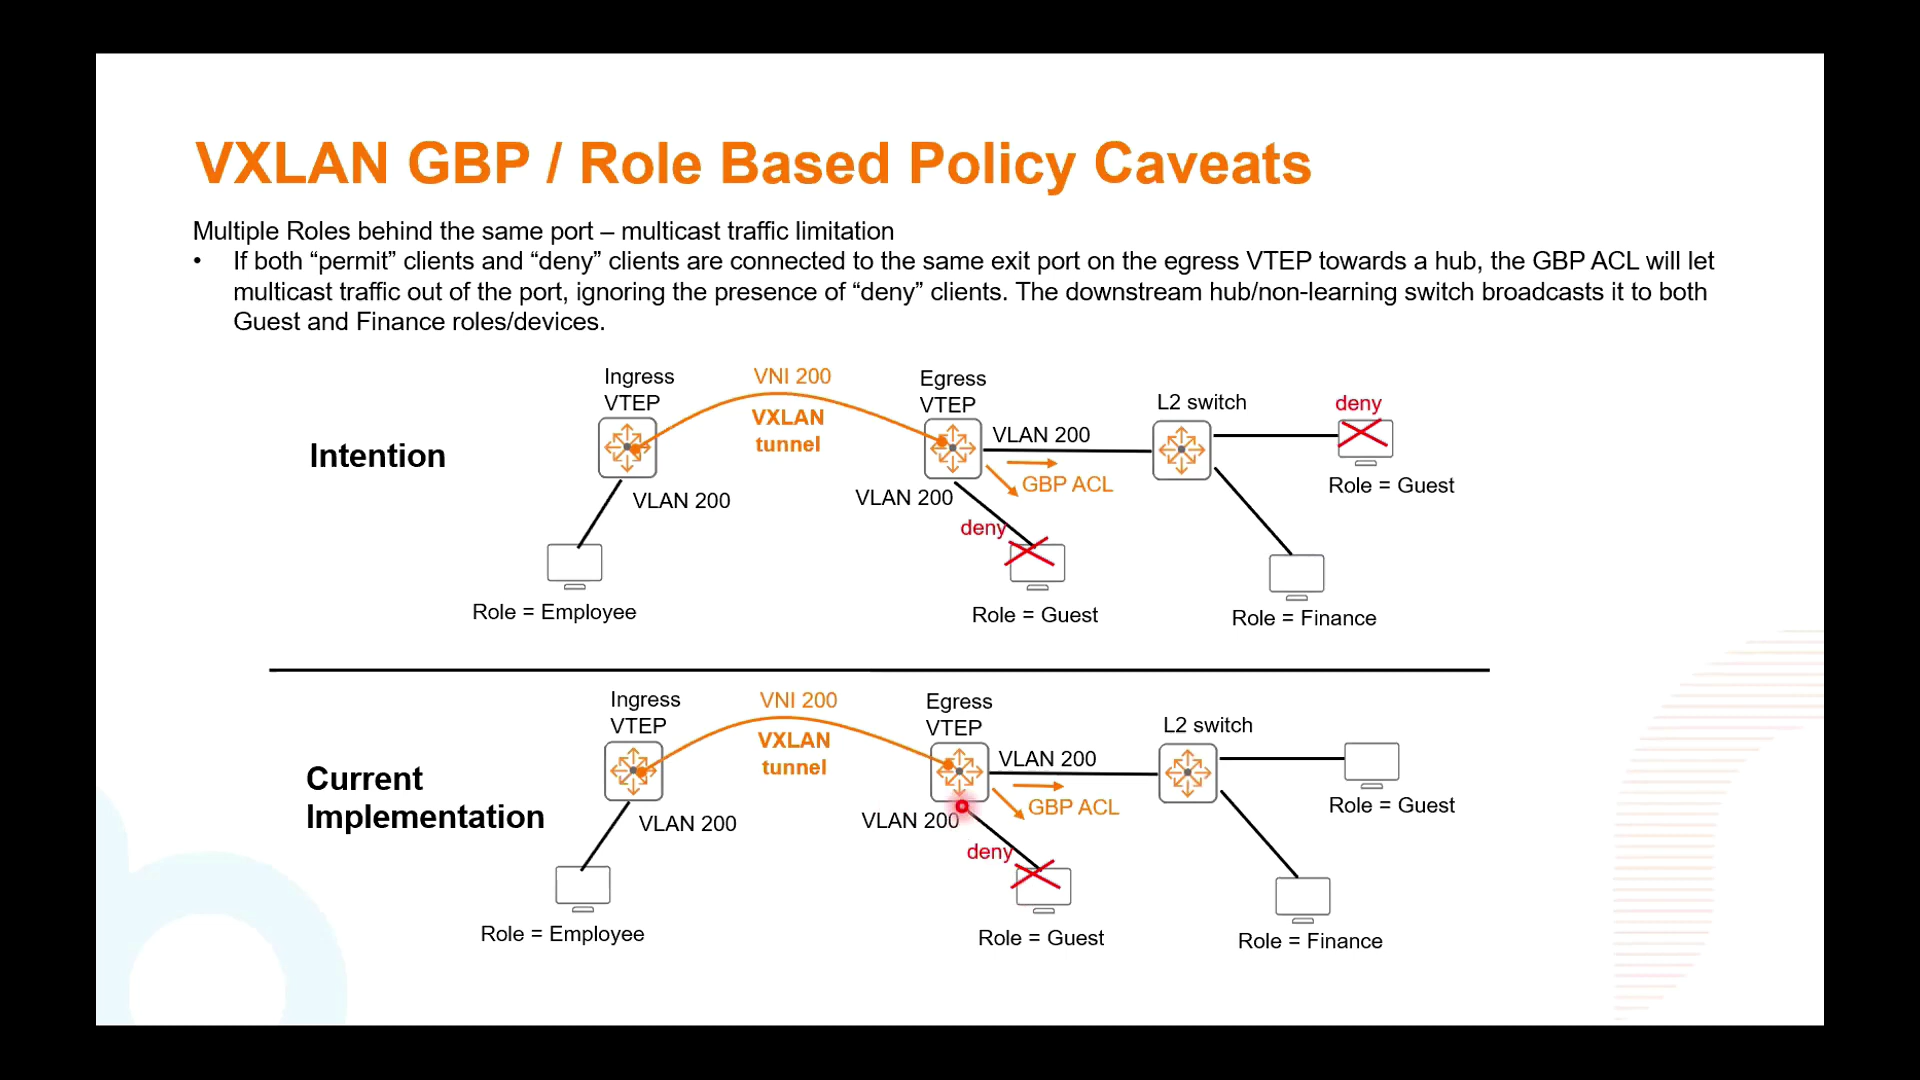 VXLAN GBP / Role Based Policy Caveats
Multiple Roles behind the same port – multicast traffic limitation
• If both “permit” clients and “deny” clients are connected to the same exit port on the egress VTEP towards a hub, the GBP ACL will let
multicast traffic out of the port, ignoring the presence of “deny” clients. The downstream hub/non-learning switch broadcasts it to both
Guest and Finance roles/devices.
Intention
Ingress
VTEP
VNI 200
VXLAN
tunnel
Egress
VTEP
VLAN 200
L2 switch
deny
Role = Guest
GBP ACL
VLAN 200
VLAN 200
deny
Role = Employee
Role = Guest
Role = Finance
Current
Implementation
Ingress
VTEP
VNI 200
VXLAN
tunnel
Egress
VTEP
VLAN 200
L2 switch
Role = Guest
GBP ACL
VLAN 200
VLAN 200
deny
Role = Employee
Role = Guest
Role = Finance